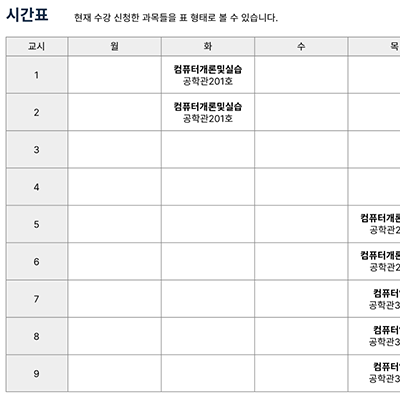 시간표 현재 수강 신청한 과목들을 표 형태로 볼 수 있습니다.
교시 월 화 수 목
1 컴퓨터개론및실습
공학관201호
2 컴퓨터개론및실습
공학관201호
3
4
5 컴퓨터개론
공학관2
6 컴퓨터개론
공학관2
7 컴퓨터
공학관3
8 컴퓨터
공학관3
9 컴퓨터
공학관3